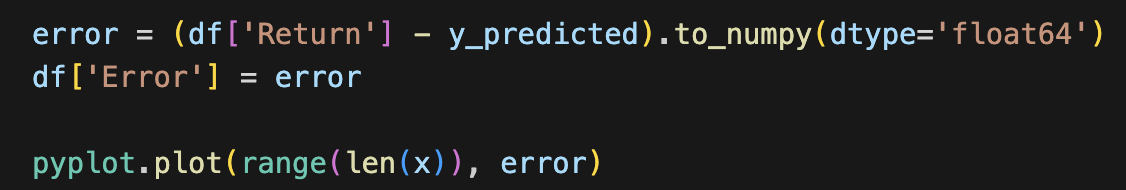 error = (df['Return'] - y_predicted).to_numpy(dtype='float64')
df['Error'] = error
pyplot.plot(range(len(x)), error)